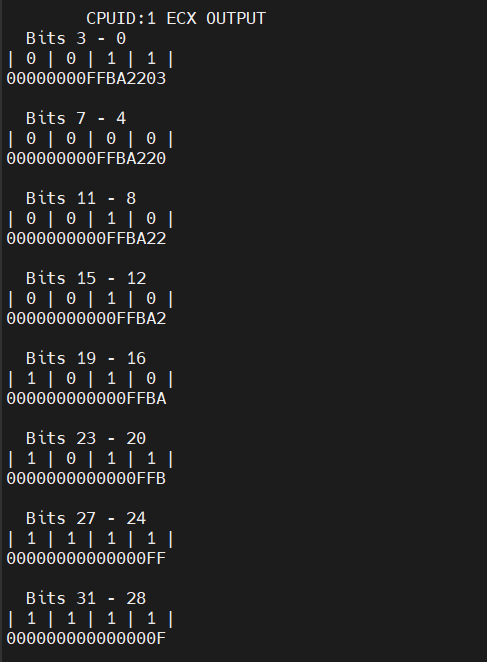 CPUID:1 ECX OUTPUT
Bits 3 - 0
| 0 | 0 | 1 | 1 |
00000000FFBA2203
Bits 7 - 4
| 0 | 0 | 0 | 0 |
000000000FFBA220
Bits 11 - 8
| 0 | 0 | 1 | 0 |
0000000000FFBA22
Bits 15 - 12
| 0 | 0 | 1 | 0 |
00000000000FFBA2
Bits 19 - 16
| 1 | 0 | 1 | 0 |
000000000000FFBA
Bits 23 - 20
| 1 | 0 | 1 | 1 |
0000000000000FFB
Bits 27 - 24
| 1 | 1 | 1 | 1 |
00000000000000FF
Bits 31 - 28
| 1 | 1 | 1 | 1 |
000000000000000F